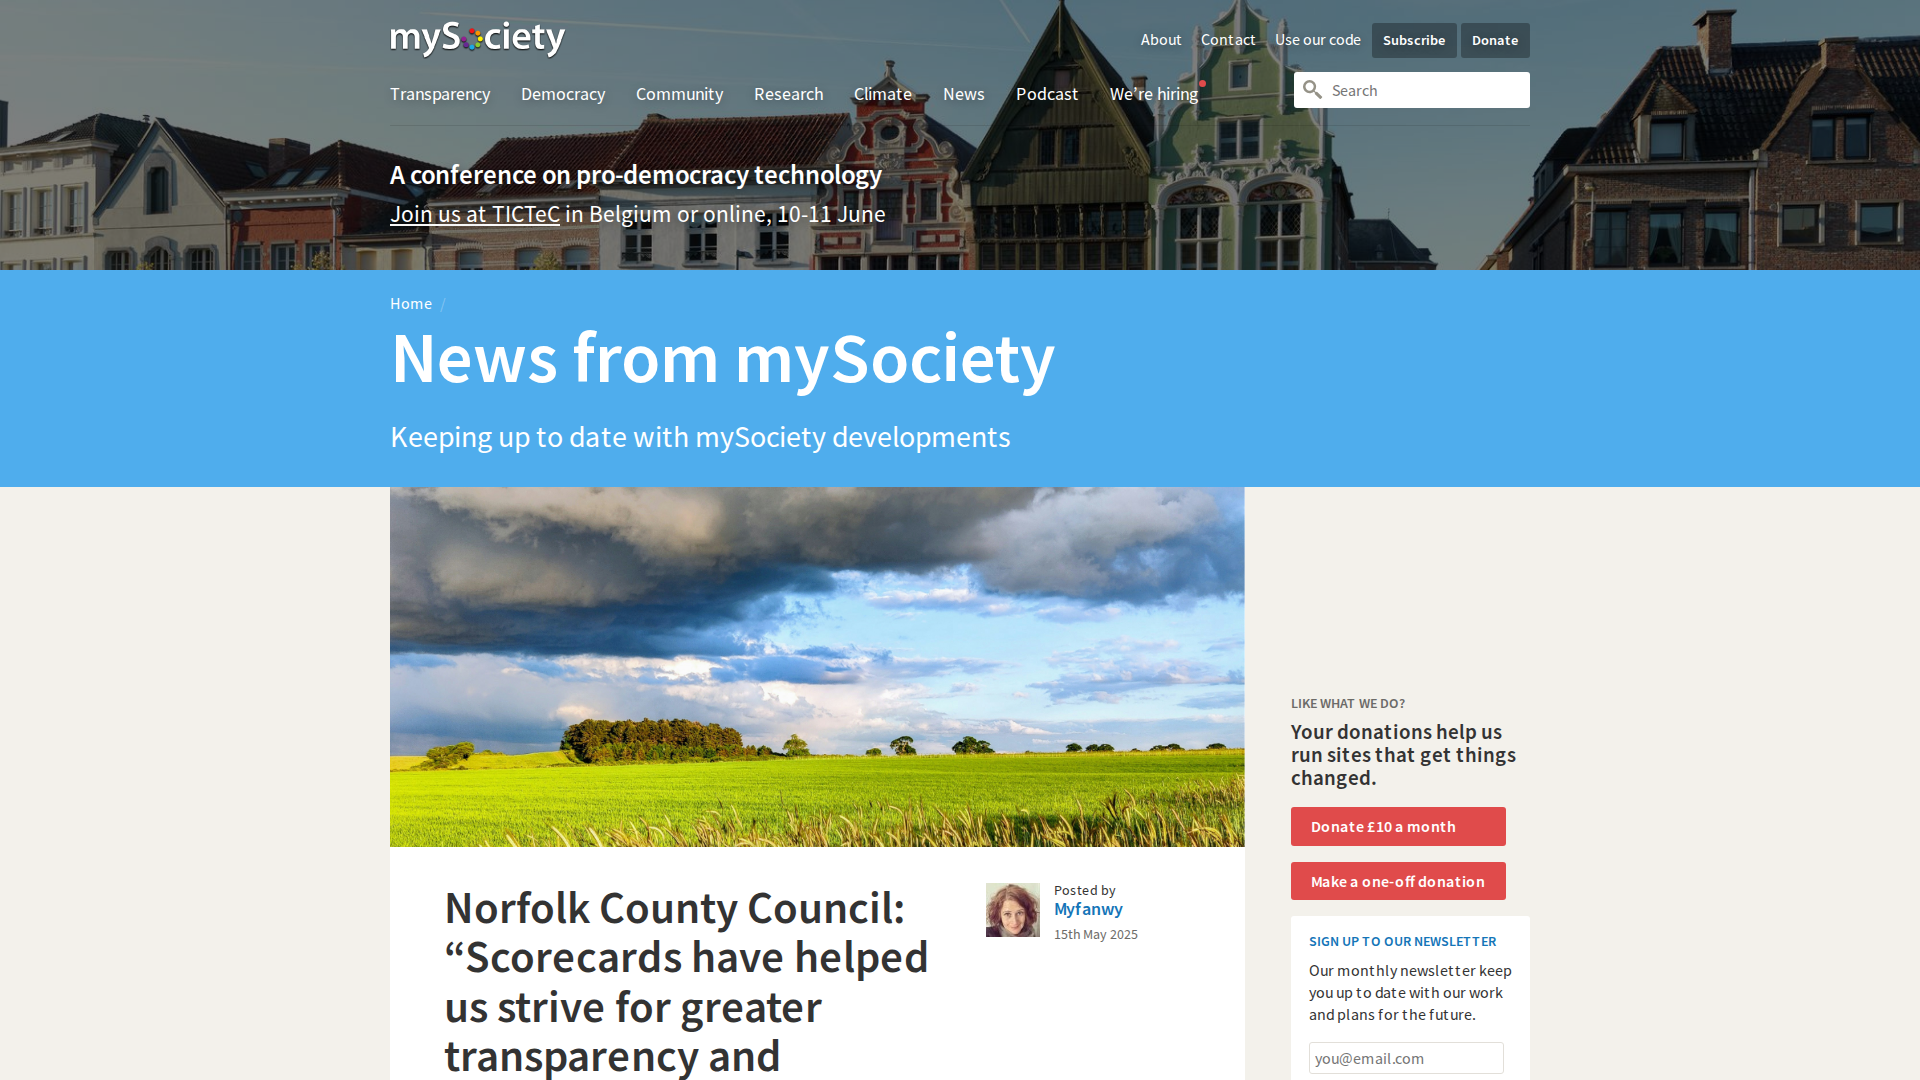 mySociety
About Contact Use our code Subscribe Donate
Transparency Democracy Community Research Climate News Podcast We’re hiring
Search
A conference on pro-democracy technology
Join us at TICTeC in Belgium or online, 10-11 June
Home /
News from mySociety
Keeping up to date with mySociety developments
LIKE WHAT WE DO?
Your donations help us
run sites that get things
changed.
Donate £10 a month
Make a one-off donation
Norfolk County Council:
“Scorecards have helped
us strive for greater
transparency and
Posted by
Myfanwy
15th May 2025
SIGN UP TO OUR NEWSLETTER
Our monthly newsletter keep
you up to date with our work
and plans for the future.
you@email.com